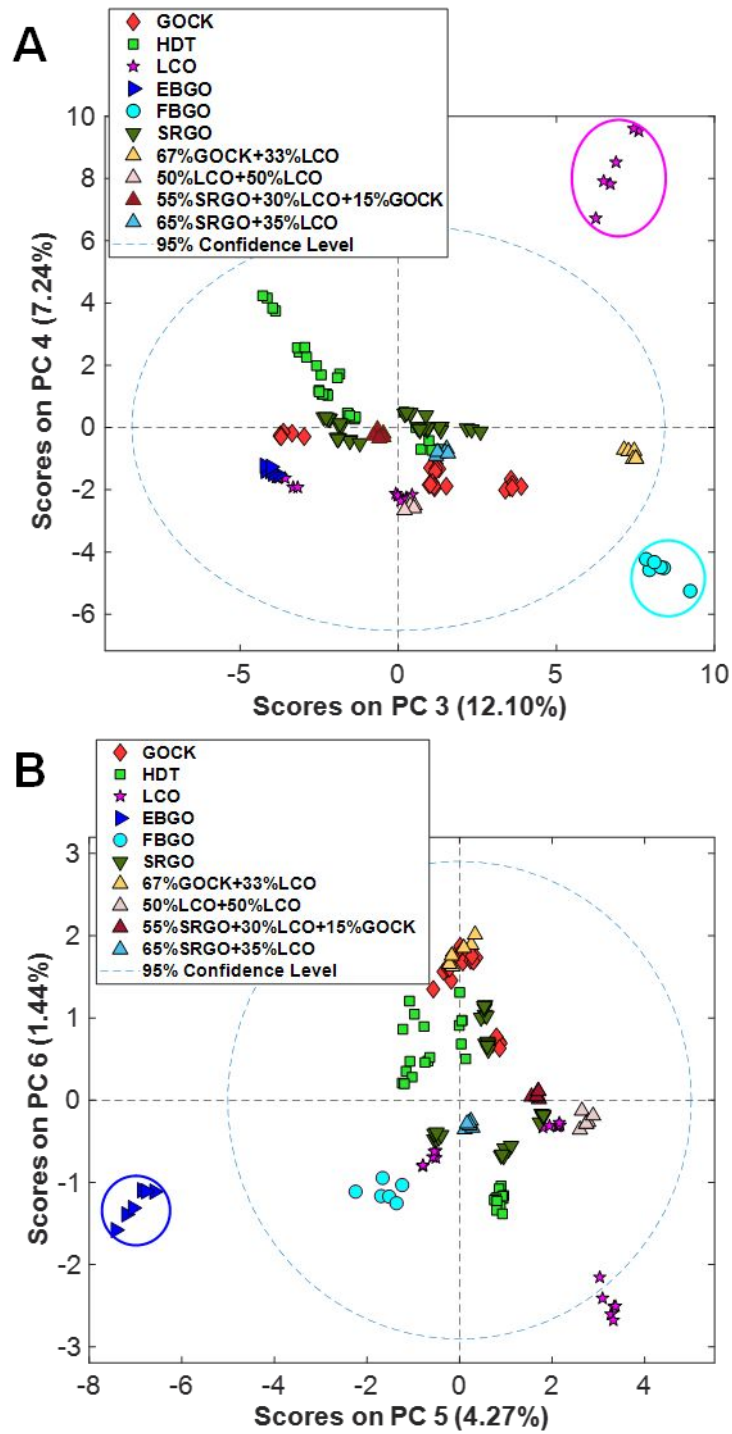 A
GOCK
HDT
LCO
EBGO
FBGO
SRGO
67%GOCK+33%LCO
50%LCO+50%LCO
55%SRGO+30%LCO+15%GOCK
65%SRGO+35%LCO
95% Confidence Level
10
8
6
4
2
0
-2
-4
-6
Scores on PC 4 (7.24%)
-5
0
5
10
Scores on PC 3 (12.10%)
B
GOCK
HDT
LCO
EBGO
FBGO
SRGO
67%GOCK+33%LCO
50%LCO+50%LCO
55%SRGO+30%LCO+15%GOCK
65%SRGO+35%LCO
95% Confidence Level
3
2
1
0
-1
-2
-3
Scores on PC 6 (1.44%)
-8
-6
-4
-2
0
2
4
Scores on PC 5 (4.27%)